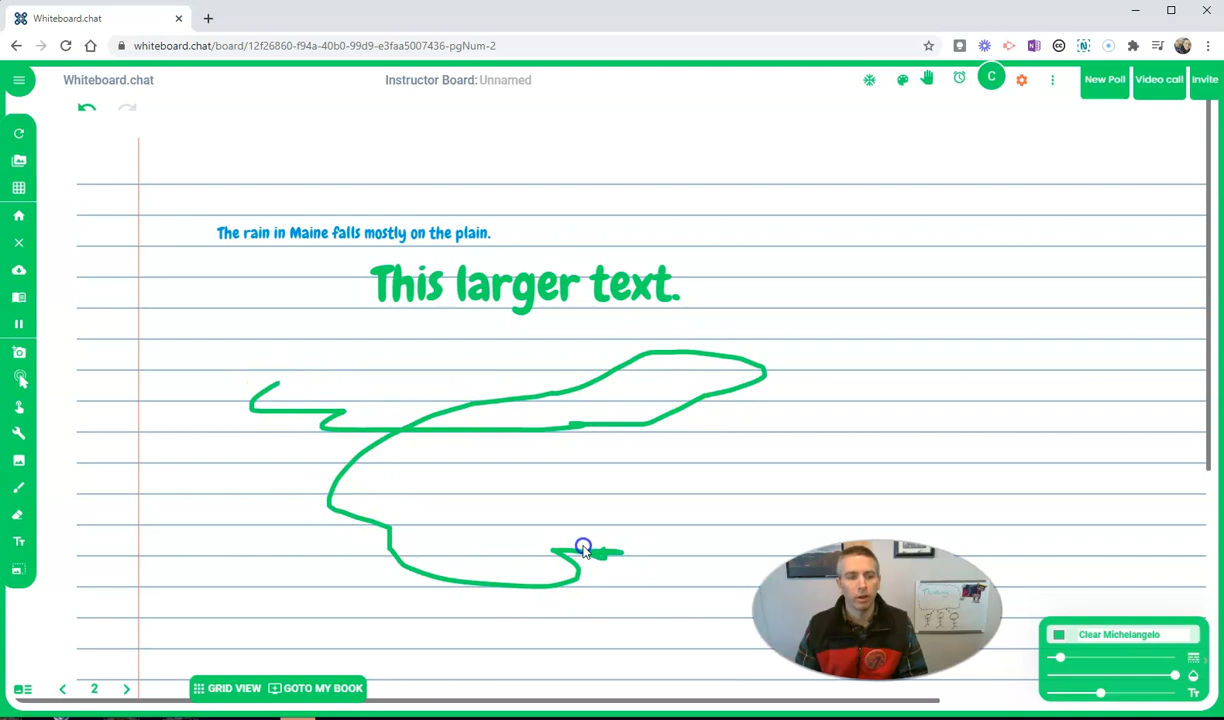 Whiteboard.chat
whiteboard.chat/board/12f26860-f94a-40b0-99d9-e3faa5007436-pgNum-2
Whiteboard.chat
Instructor Board: Unnamed
C
New Poll
Video call
Invite
The rain in Maine falls mostly on the plain.
This larger text.
Tt
Clear Michelangelo
Tt
2
GRID VIEW
GOTO MY BOOK